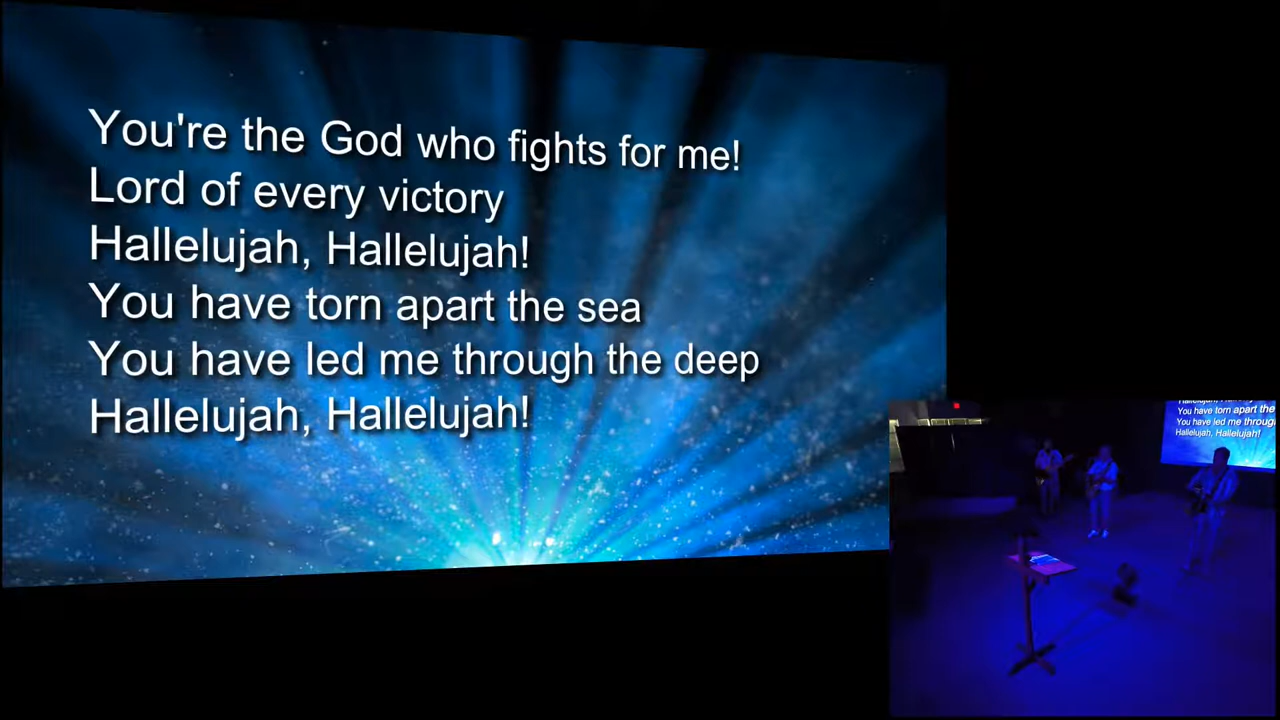 You're the God who fights for me!
Lord of every victory
Hallelujah, Hallelujah!
You have torn apart the sea
You have led me through the deep
Hallelujah, Hallelujah!
You have torn apart the
You have led me through
Hallelujah, Hallelujah!